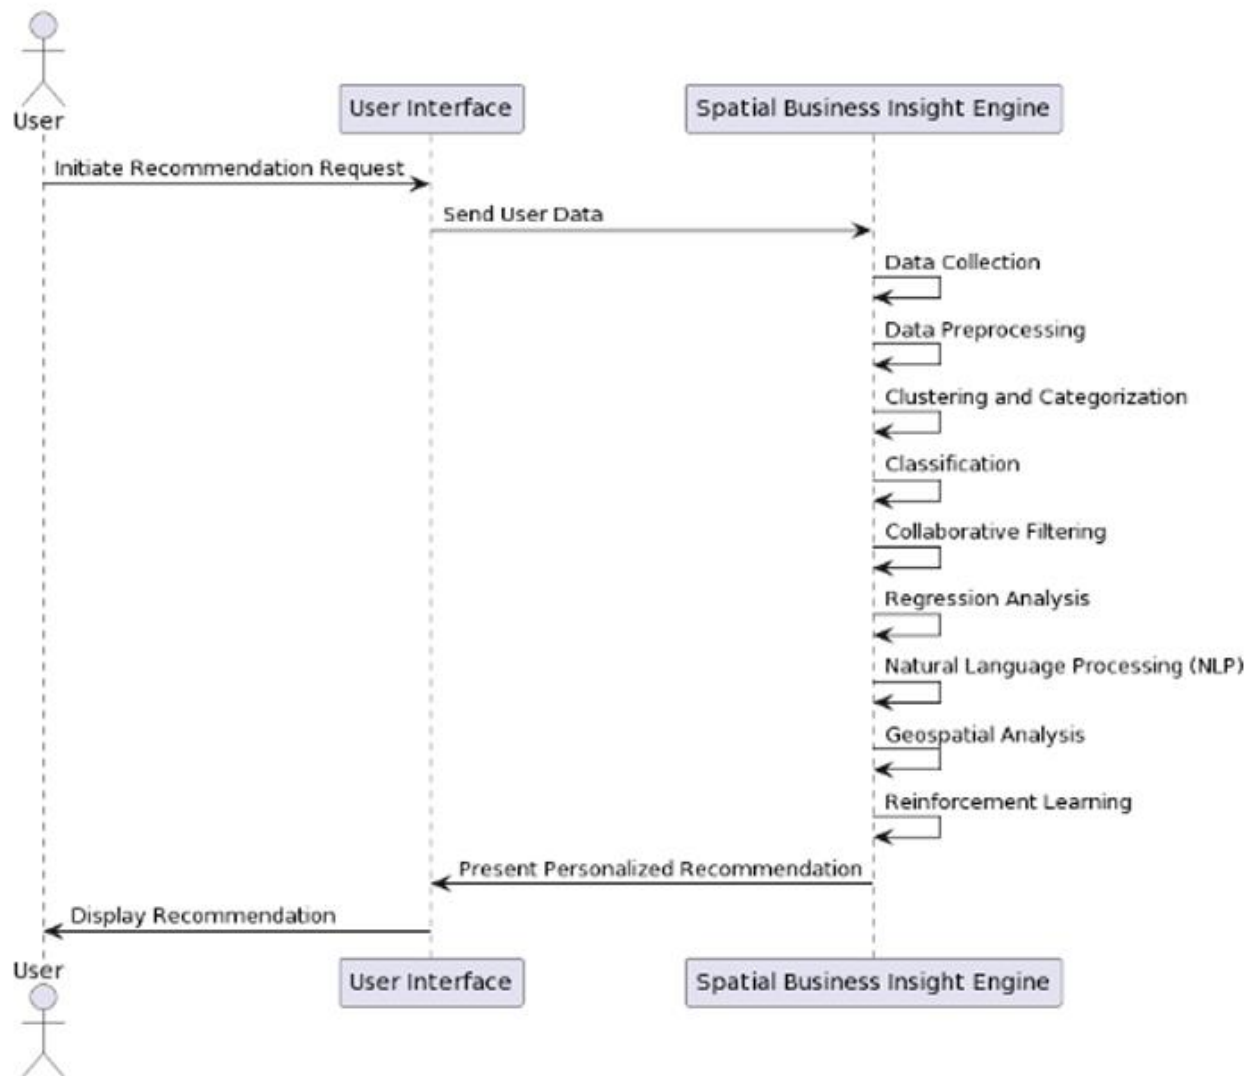 User
User Interface
Spatial Business Insight Engine
Initiate Recommendation Request
Send User Data
Data Collection
Data Preprocessing
Clustering and Categorization
Classification
Collaborative Filtering
Regression Analysis
Natural Language Processing (NLP)
Geospatial Analysis
Reinforcement Learning
Present Personalized Recommendation
Display Recommendation
User
User Interface
Spatial Business Insight Engine